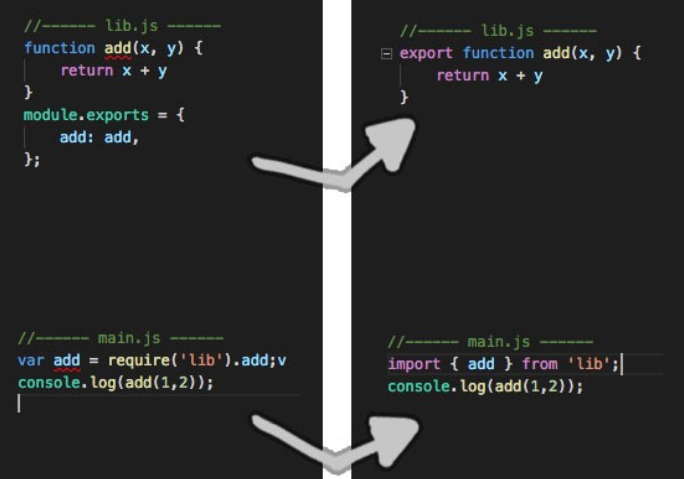 //------ lib.js ------
function add(x, y) {
    return x + y
}
module.exports = {
    add: add,
};
//------ main.js ------
var add = require('lib').add;v
console.log(add(1,2));
//------ lib.js ------
export function add(x, y) {
    return x + y
}
//------ main.js ------
import { add } from 'lib';
console.log(add(1,2));